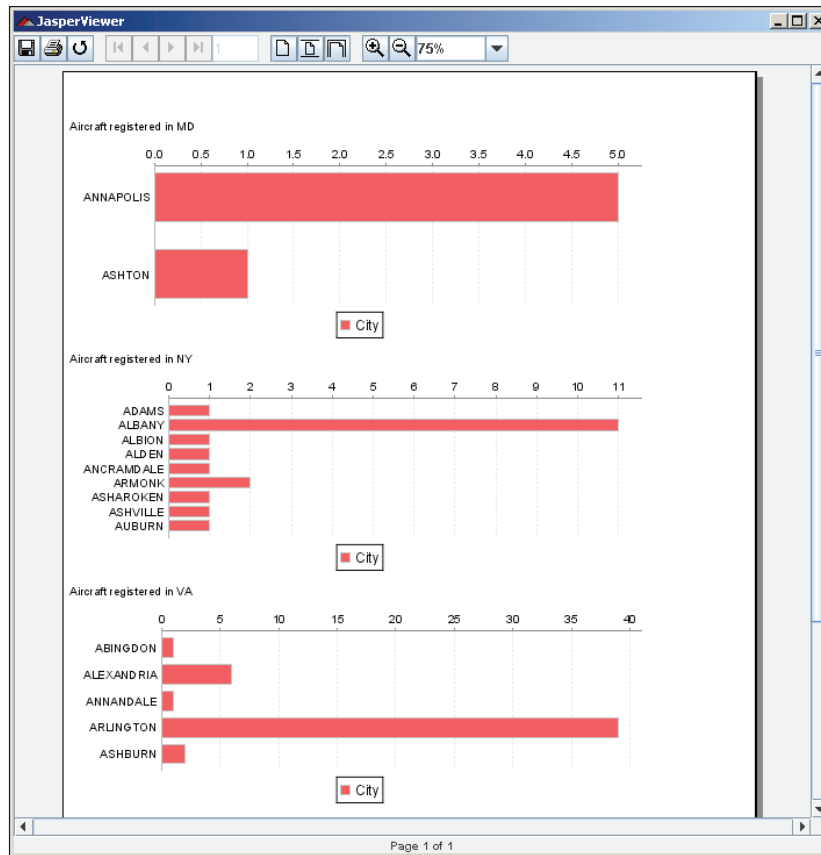 JasperViewer
1
75%
Aircraft registered in MD
0.0 0.5 1.0 1.5 2.0 2.5 3.0 3.5 4.0 4.5 5.0
ANNAPOLIS
ASHTON
City
Aircraft registered in NY
0 1 2 3 4 5 6 7 8 9 10 11
ADAMS
ALBANY
ALBION
ALDEN
ANCRAMDALE
ARMONK
ASHAROKEN
ASHVILLE
AUBURN
City
Aircraft registered in VA
0 5 10 15 20 25 30 35 40
ABINGDON
ALEXANDRIA
ANNANDALE
ARLINGTON
ASHBURN
City
Page 1 of 1